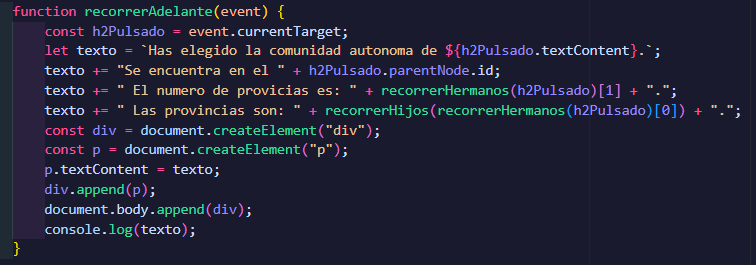 function recorrerAdelante(event) {
    const h2Pulsado = event.currentTarget;
    let texto = `Has elegido la comunidad autonoma de ${h2Pulsado.textContent}.`;
    texto += "Se encuentra en el " + h2Pulsado.parentNode.id;
    texto += " El numero de provicias es: " + recorrerHermanos(h2Pulsado)[1] + ".";
    texto += " Las provincias son: " + recorrerHijos(recorrerHermanos(h2Pulsado)[0]) + ".";
    const div = document.createElement("div");
    const p = document.createElement("p");
    p.textContent = texto;
    div.append(p);
    document.body.append(div);
    console.log(texto);
}